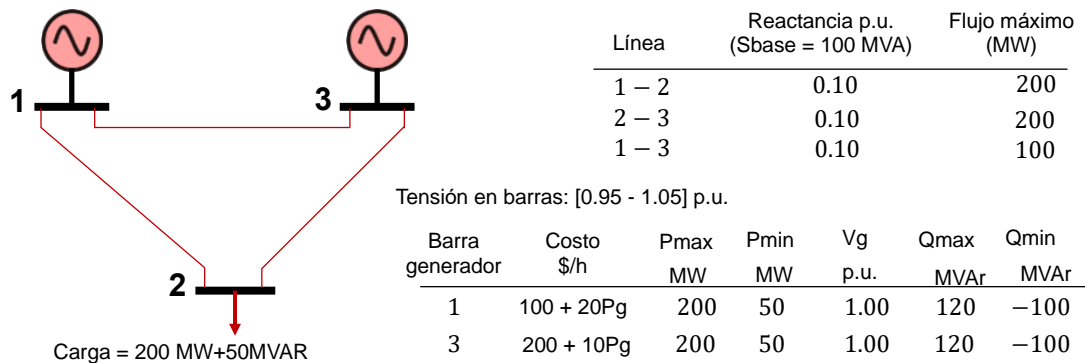 1
3
2
Carga = 200 MW+50MVAR
Línea Reactancia p.u. (Sbase = 100 MVA) Flujo máximo (MW)
1 − 2 0.10 200
2 − 3 0.10 200
1 − 3 0.10 100
Tensión en barras: [0.95 - 1.05] p.u.
Barra generador Costo $/h Pmax MW Pmin MW Vg p.u. Qmax MVAr Qmin MVAr
1 100 + 20Pg 200 50 1.00 120 −100
3 200 + 10Pg 200 50 1.00 120 −100